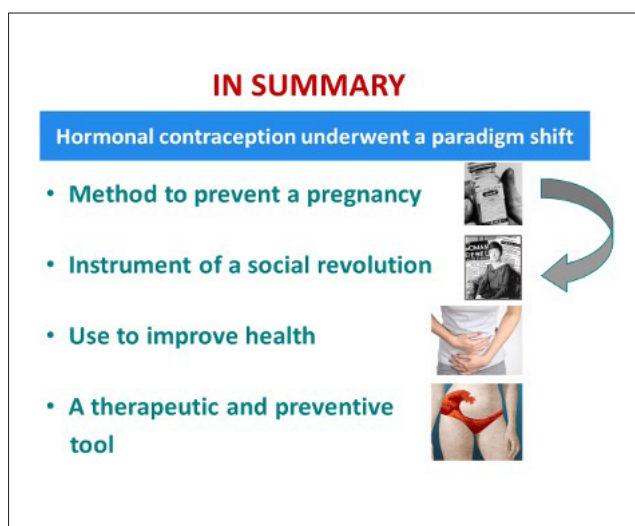 IN SUMMARY
Hormonal contraception underwent a paradigm shift
• Method to prevent a pregnancy
• Instrument of a social revolution
• Use to improve health
• A therapeutic and preventive
tool